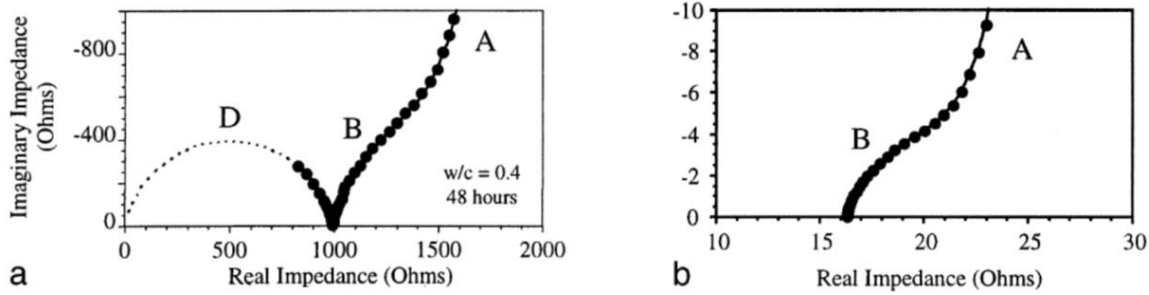 Imaginary Impedance
(Ohms)
-800
-400
0
D
B
A
w/c = 0.4
48 hours
0
500
1000
1500
2000
Real Impedance (Ohms)
a
-10
-8
-6
-4
-2
0
B
A
10
15
20
25
30
Real Impedance (Ohms)
b